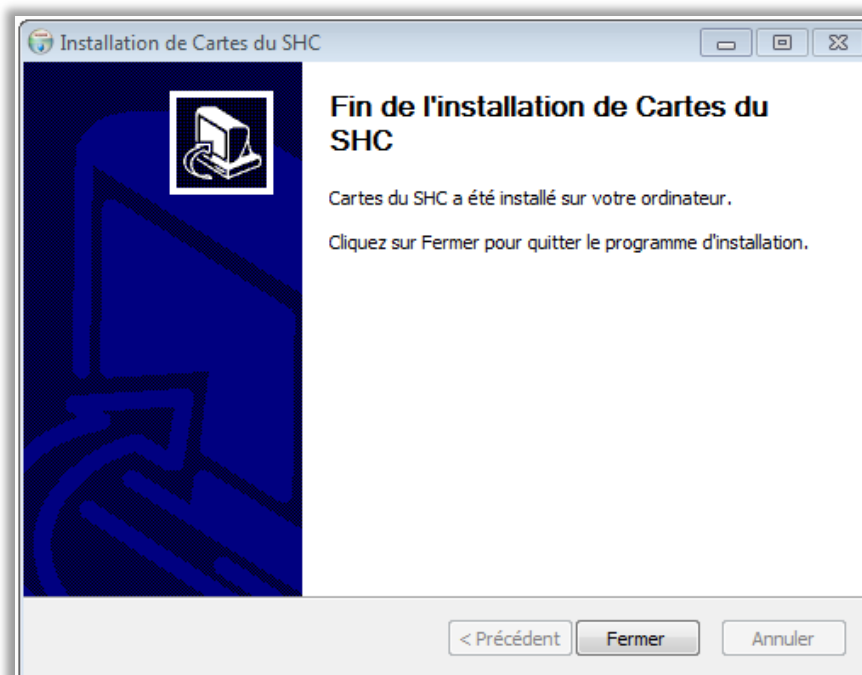 Installation de Cartes du SHC
Fin de l'installation de Cartes du
SHC
Cartes du SHC a été installé sur votre ordinateur.
Cliquez sur Fermer pour quitter le programme d'installation.
< Précédent
Fermer
Annuler